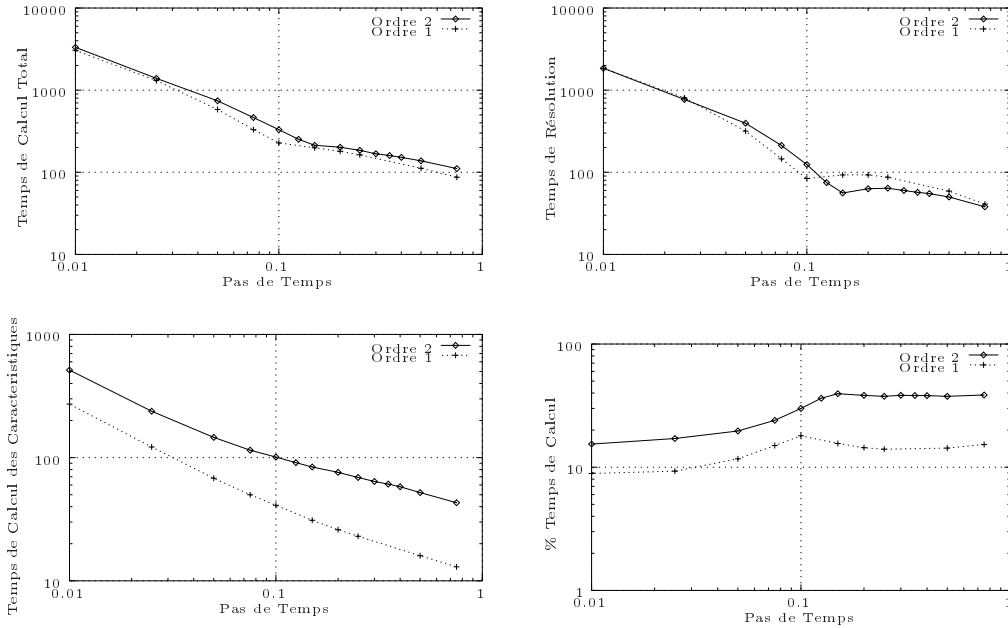 Temps de Calcul Total
10000
1000
100
10
0.01
0.1
1
Pas de Temps
Ordre 2
Ordre 1
Temps de Résolution
10000
1000
100
10
0.01
0.1
1
Pas de Temps
Ordre 2
Ordre 1
Temps de Calcul des Caracteristiques
1000
100
10
0.01
0.1
1
Pas de Temps
Ordre 2
Ordre 1
% Temps de Calcul
100
10
1
0.01
0.1
1
Pas de Temps
Ordre 2
Ordre 1